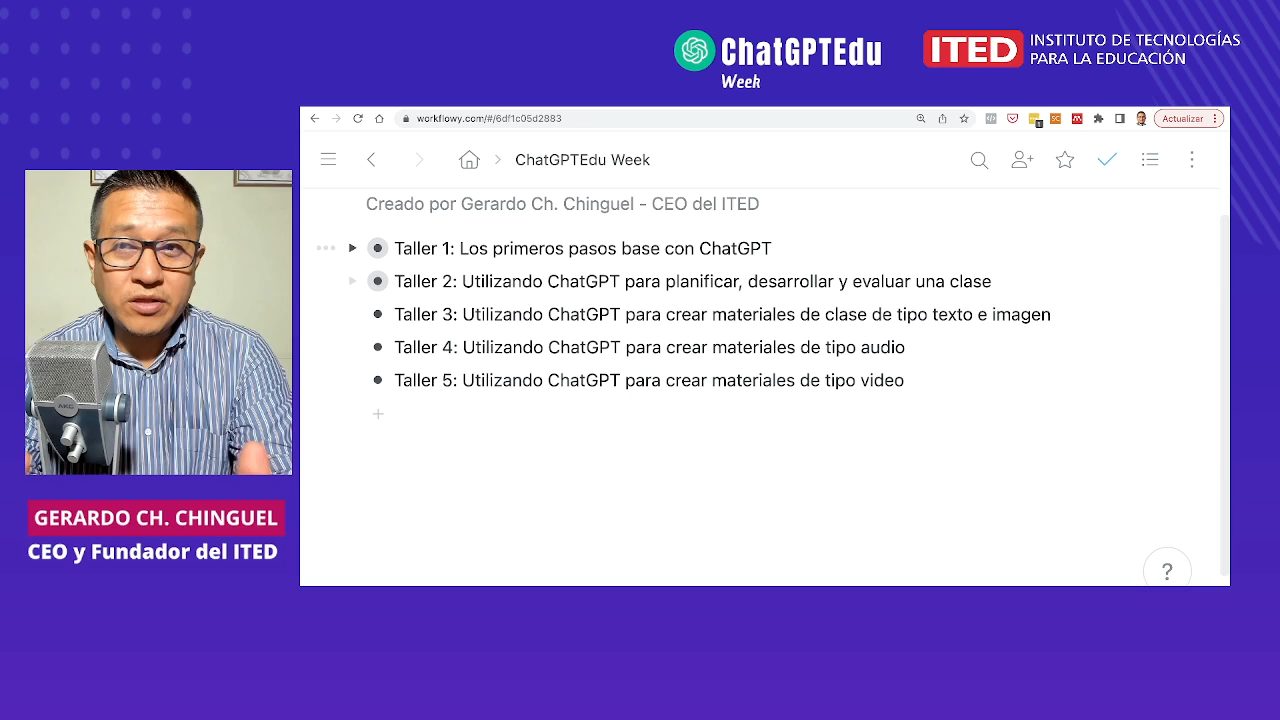 ChatGPTEdu
Week
ITED
INSTITUTO DE TECNOLOGÍAS
PARA LA EDUCACIÓN
workflowy.com/#/6df1c05d2883
1
SC
Actualizar
ChatGPTEdu Week
Creado por Gerardo Ch. Chinguel - CEO del ITED
Taller 1: Los primeros pasos base con ChatGPT
Taller 2: Utilizando ChatGPT para planificar, desarrollar y evaluar una clase
Taller 3: Utilizando ChatGPT para crear materiales de clase de tipo texto e imagen
Taller 4: Utilizando ChatGPT para crear materiales de tipo audio
Taller 5: Utilizando ChatGPT para crear materiales de tipo video
?
AKG
GERARDO CH. CHINGUEL
CEO y Fundador del ITED